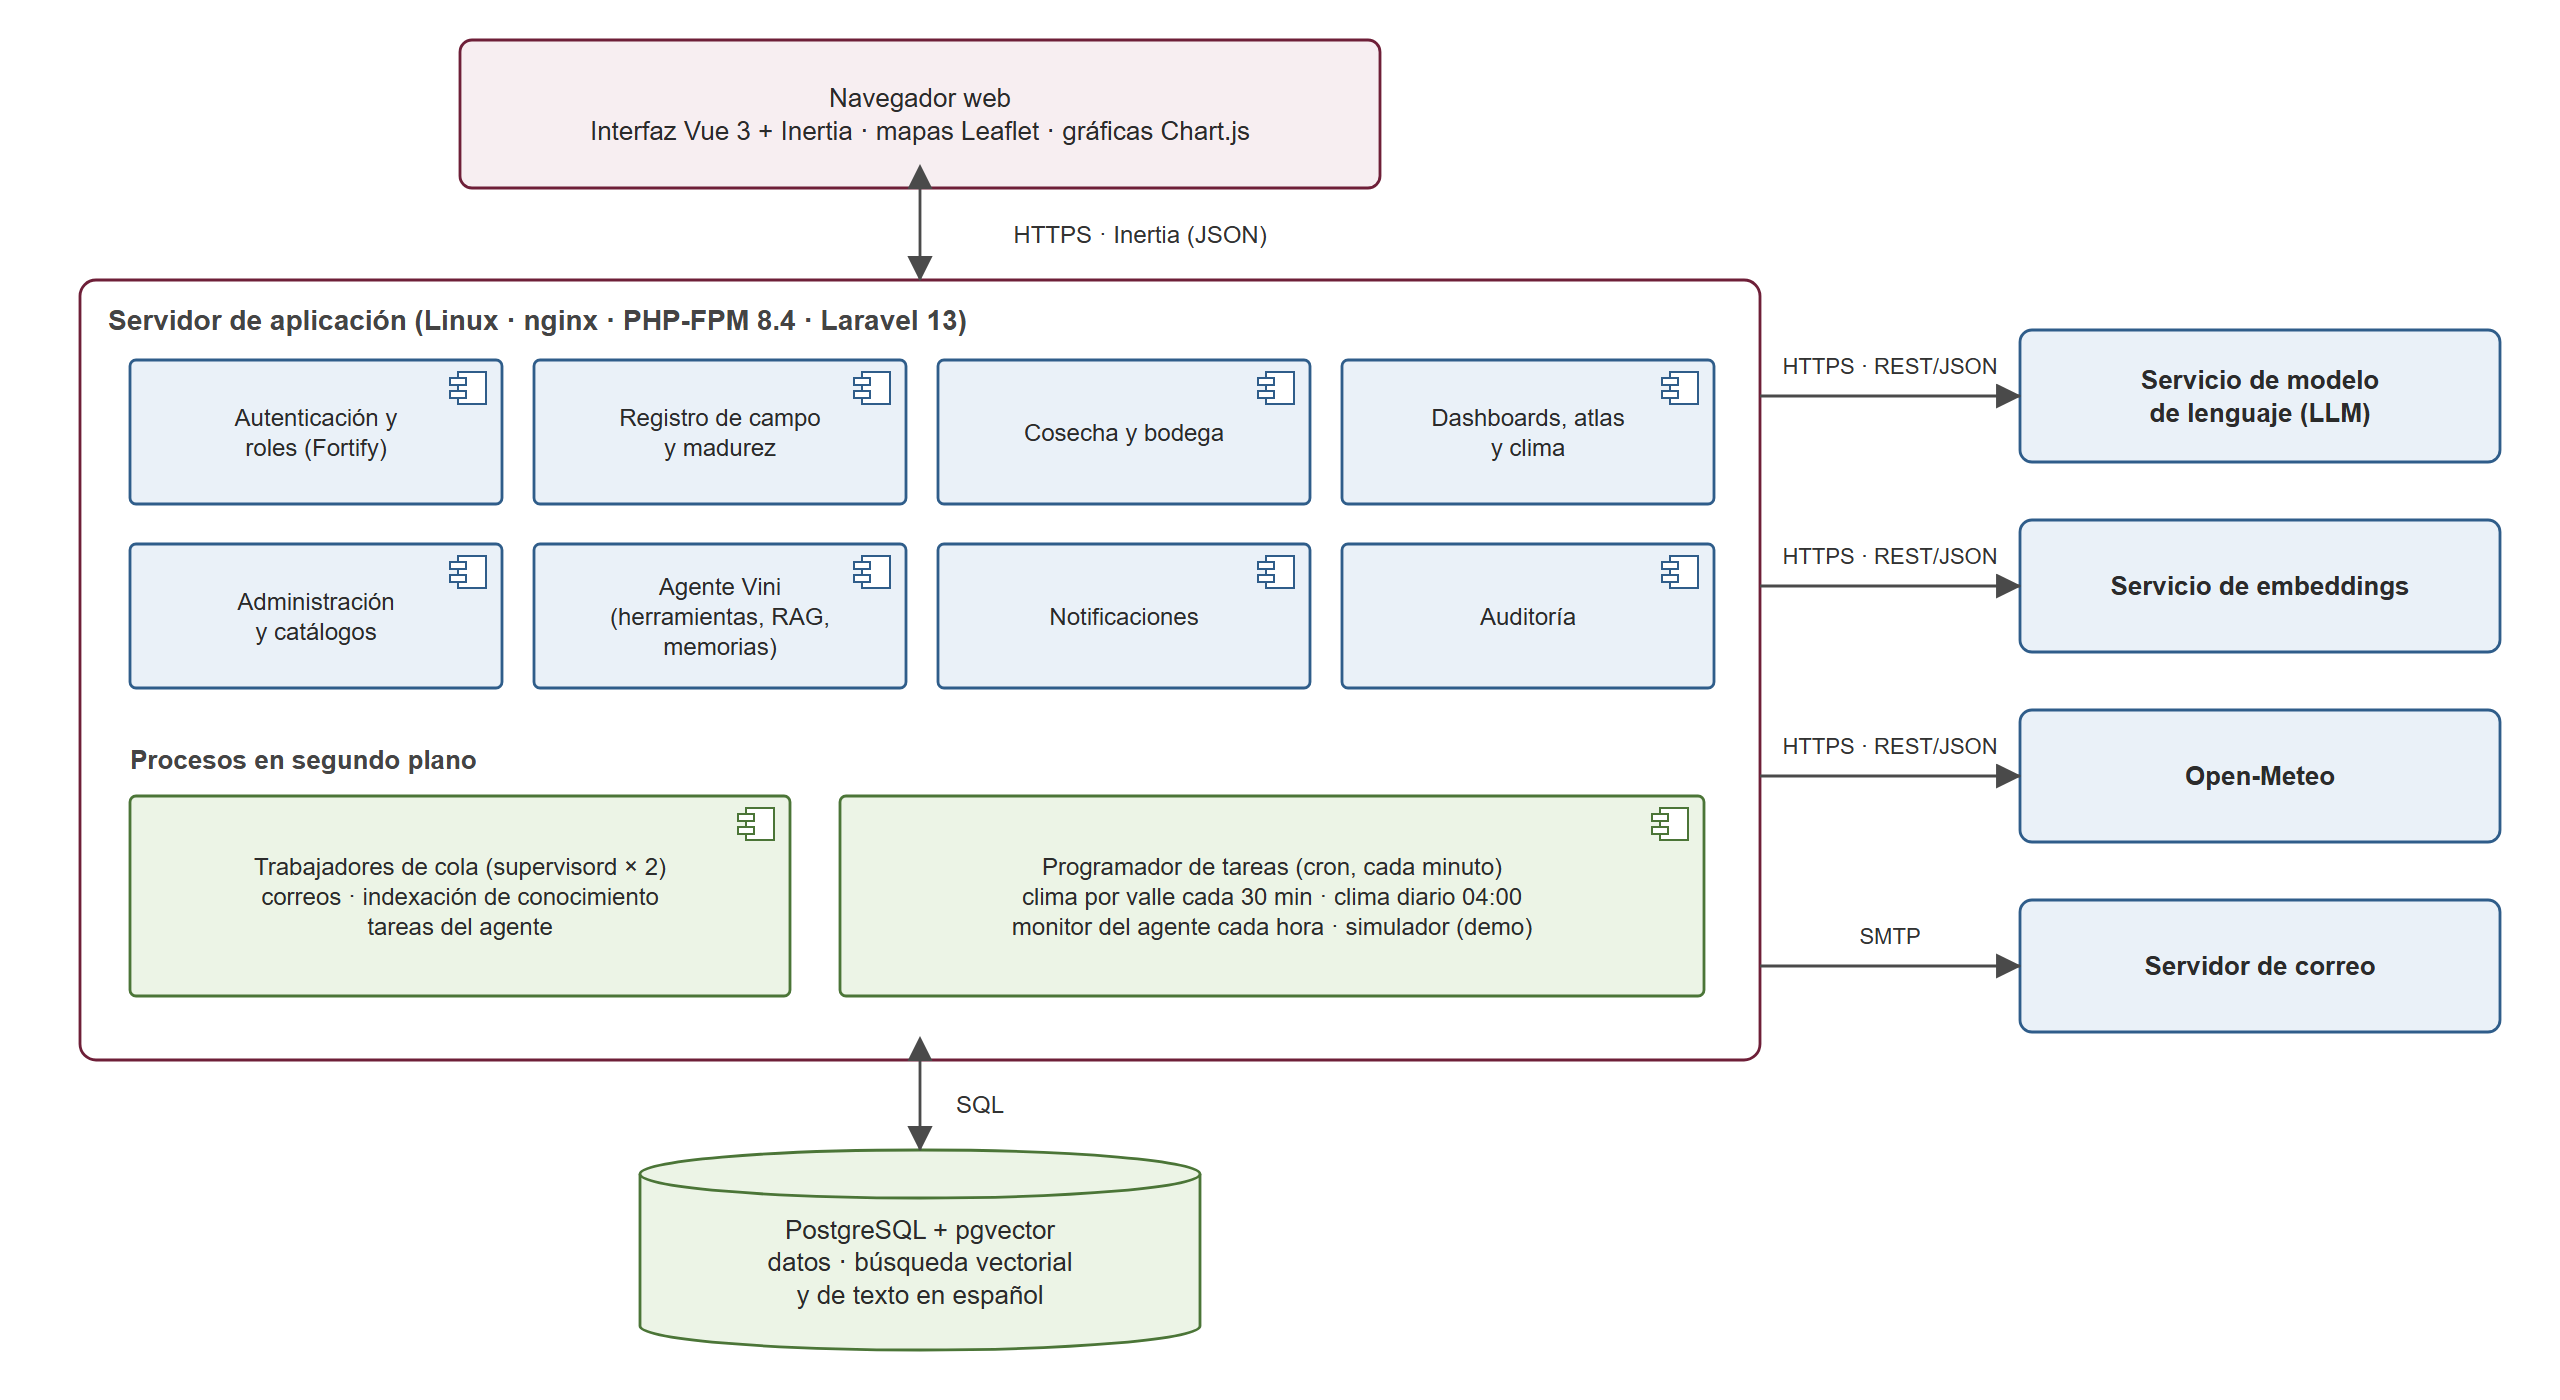 Navegador web
Interfaz Vue 3 + Inertia · mapas Leaflet · gráficas Chart.js
HTTPS · Inertia (JSON)
Servidor de aplicación (Linux · nginx · PHP-FPM 8.4 · Laravel 13)
Autenticación y
roles (Fortify)
Registro de campo
y madurez
Cosecha y bodega
Dashboards, atlas
y clima
Administración
y catálogos
Agente Vini
(herramientas, RAG,
memorias)
Notificaciones
Auditoría
Procesos en segundo plano
Trabajadores de cola (supervisord × 2)
correos · indexación de conocimiento
tareas del agente
Programador de tareas (cron, cada minuto)
clima por valle cada 30 min · clima diario 04:00
monitor del agente cada hora · simulador (demo)
HTTPS · REST/JSON
Servicio de modelo
de lenguaje (LLM)
HTTPS · REST/JSON
Servicio de embeddings
HTTPS · REST/JSON
Open-Meteo
SMTP
Servidor de correo
SQL
PostgreSQL + pgvector
datos · búsqueda vectorial
y de texto en español